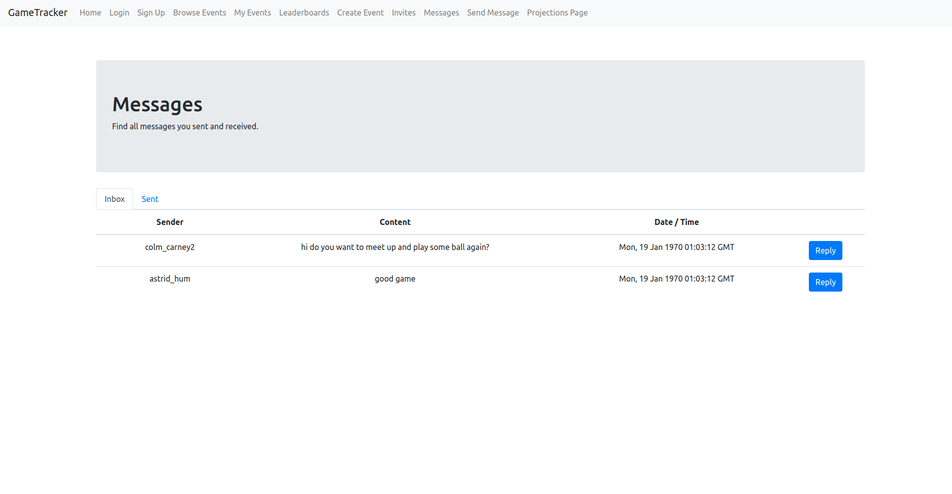 GameTracker Home Login Sign Up Browse Events My Events Leaderboards Create Event Invites Messages Send Message Projections Page
Messages
Find all messages you sent and received.
Inbox Sent
Sender Content Date / Time
colm_carney2 hi do you want to meet up and play some ball again? Mon, 19 Jan 1970 01:03:12 GMT Reply
astrid_hum good game Mon, 19 Jan 1970 01:03:12 GMT Reply